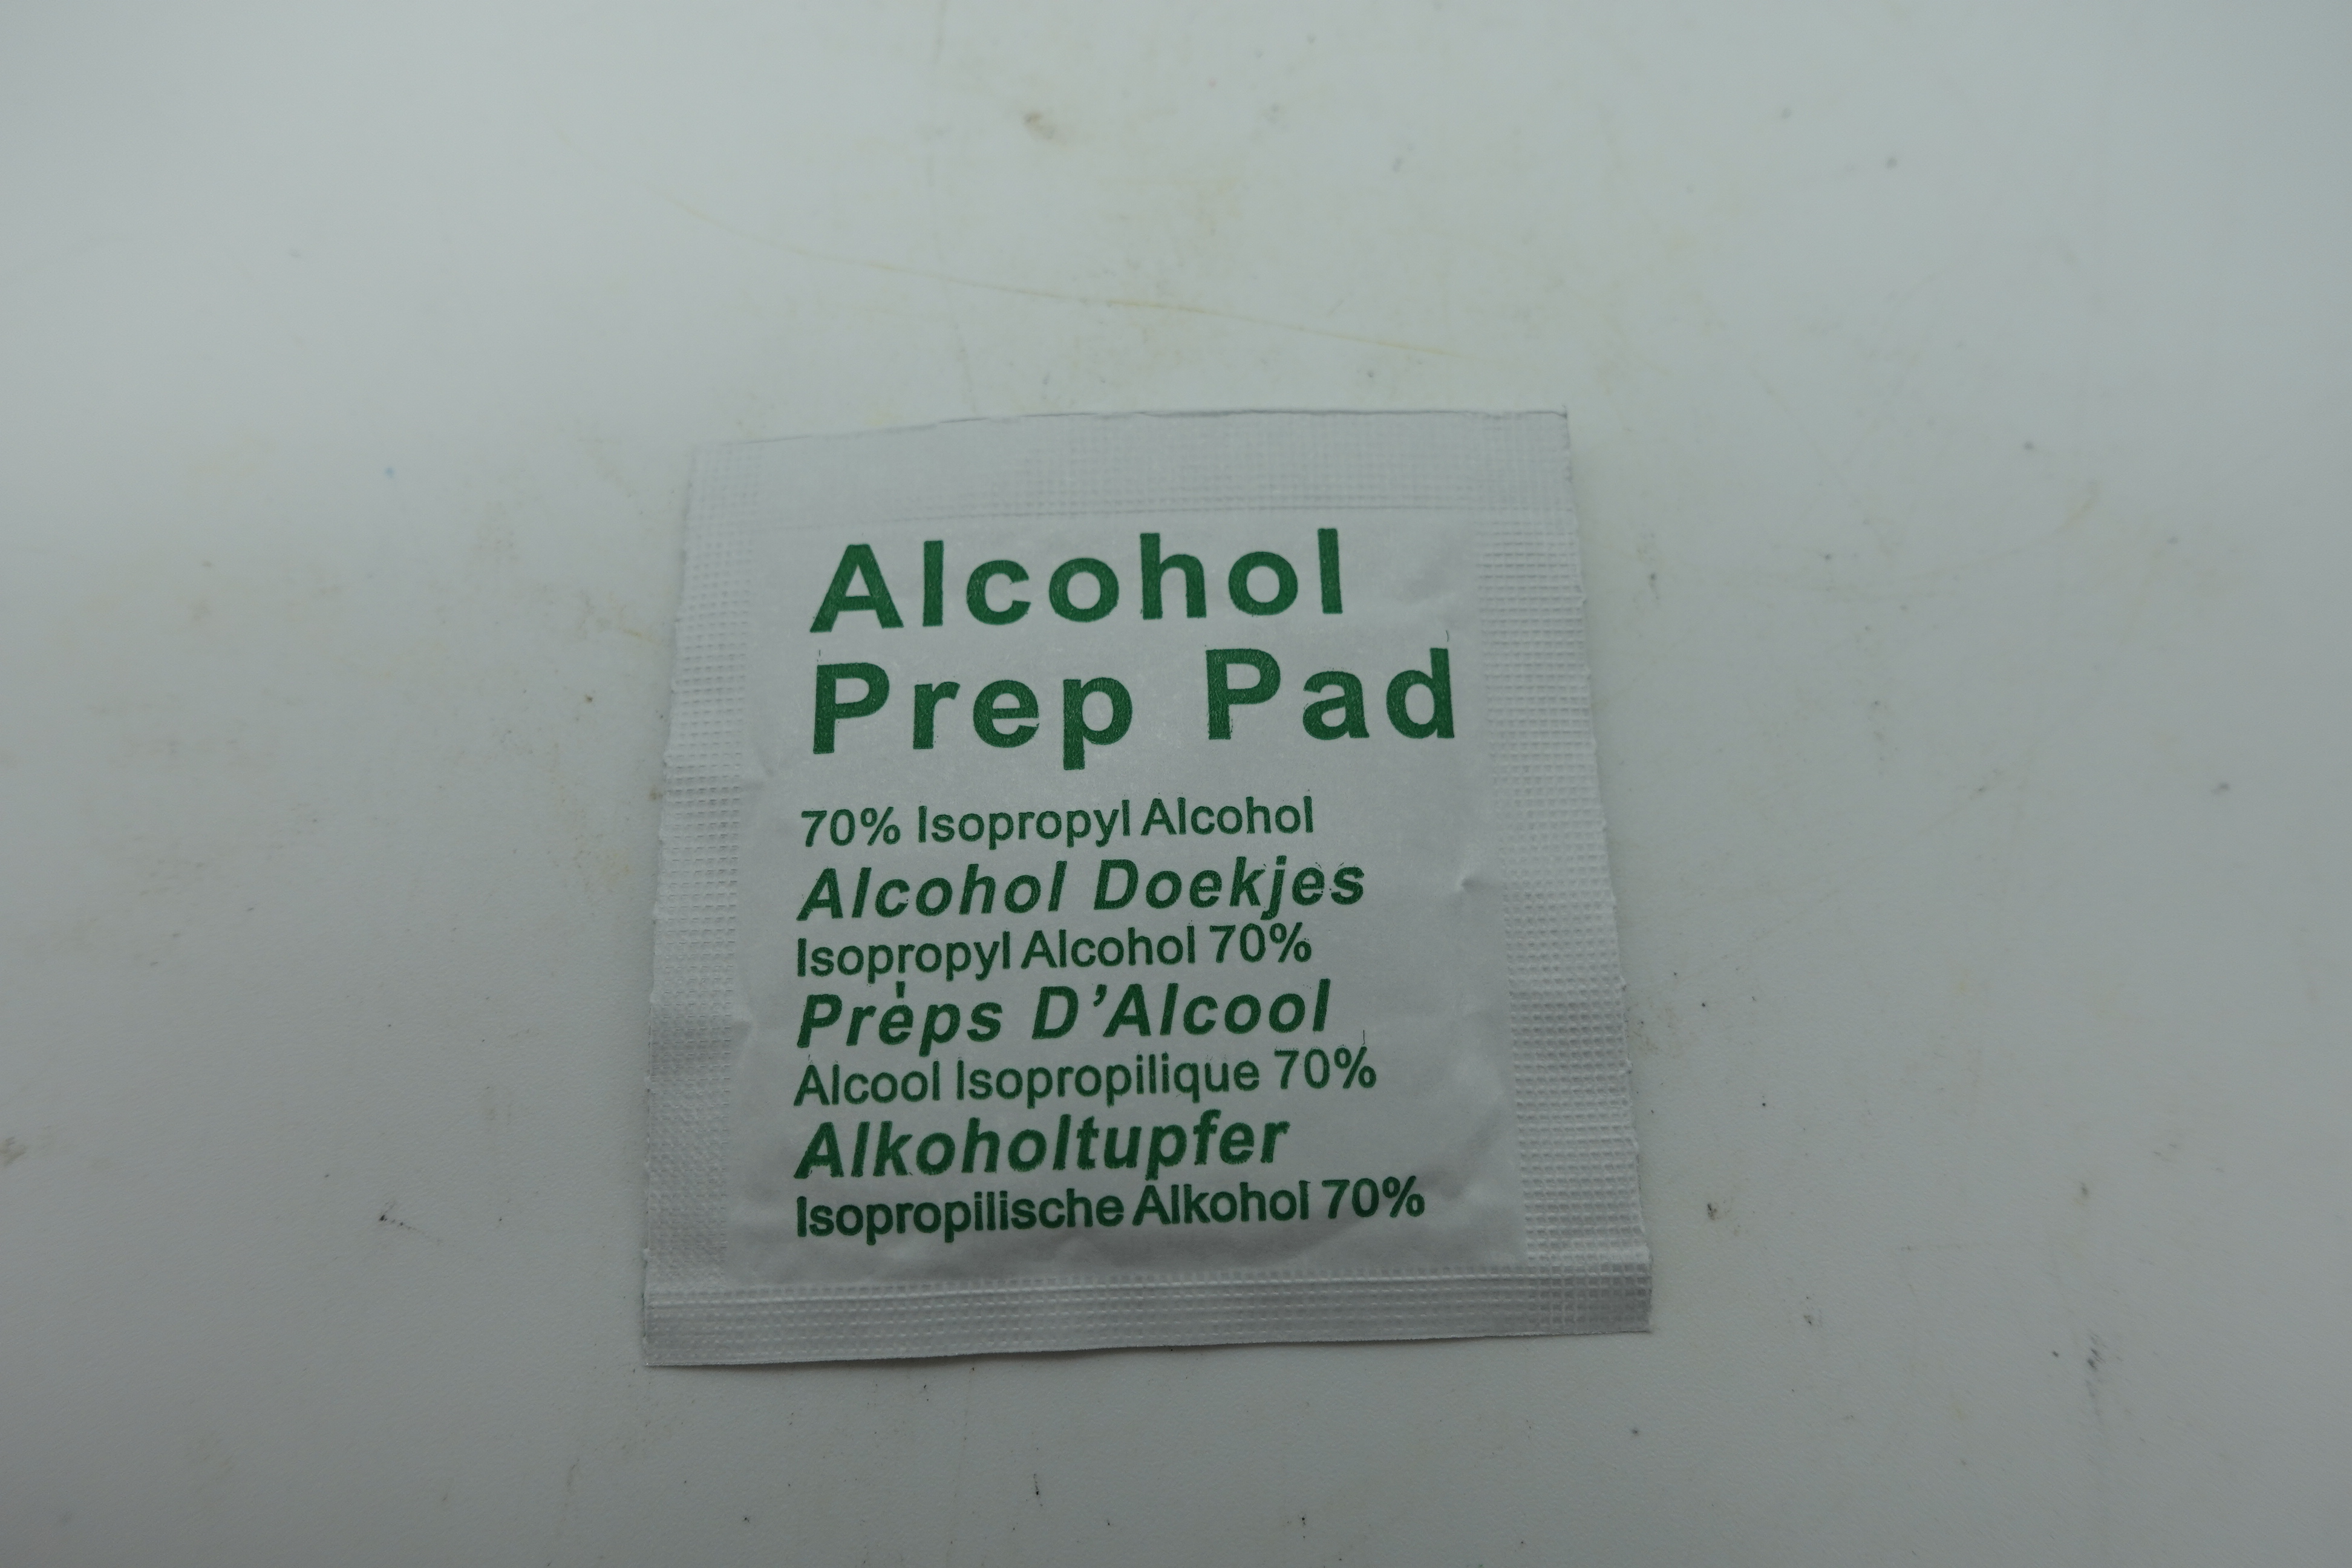 Alcohol
Prep Pad
70% Isopropyl Alcohol
Alcohol Doekjes
Isopropyl Alcohol 70%
Prėps D’Alcool
Alcool Isopropilique 70%
Alkoholtupfer
Isopropilische Alkohol 70%